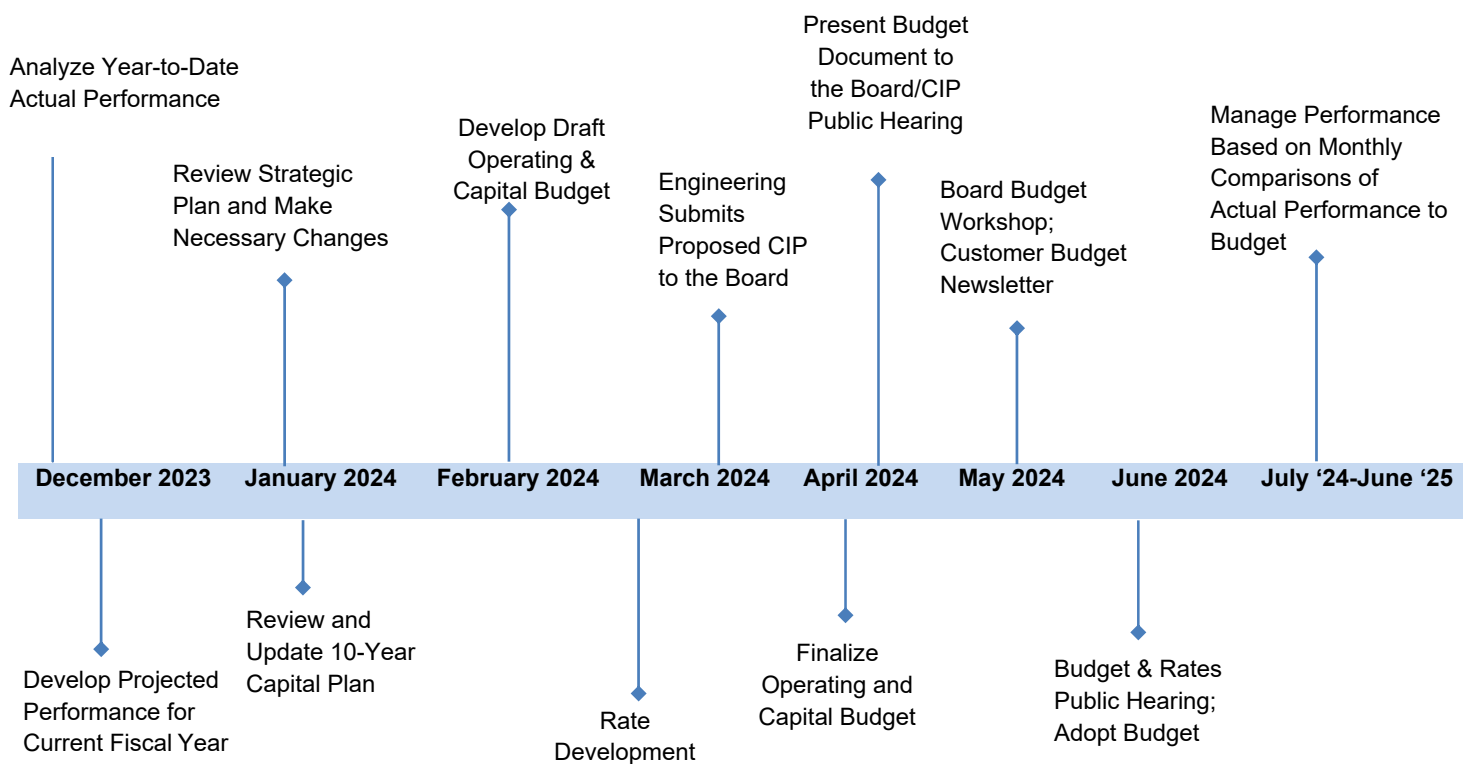 Analyze Year-to-Date
Actual Performance
Review Strategic
Plan and Make
Necessary Changes
Develop Draft
Operating &
Capital Budget
Engineering
Submits
Proposed CIP
to the Board
Present Budget
Document to
the Board/CIP
Public Hearing
Board Budget
Workshop;
Customer Budget
Newsletter
Manage Performance
Based on Monthly
Comparisons of
Actual Performance to
Budget
December 2023
January 2024
February 2024
March 2024
April 2024
May 2024
June 2024
July ‘24-June ‘25
Develop Projected
Performance for
Current Fiscal Year
Review and
Update 10-Year
Capital Plan
Rate
Development
Finalize
Operating and
Capital Budget
Budget & Rates
Public Hearing;
Adopt Budget